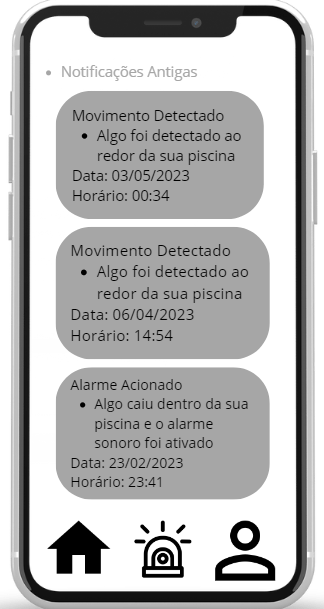 • Notificações Antigas
Movimento Detectado
• Algo foi detectado ao
redor da sua piscina
Data: 03/05/2023
Horário: 00:34
Movimento Detectado
• Algo foi detectado ao
redor da sua piscina
Data: 06/04/2023
Horário: 14:54
Alarme Acionado
• Algo caiu dentro da sua
piscina e o alarme
sonoro foi ativado
Data: 23/02/2023
Horário: 23:41